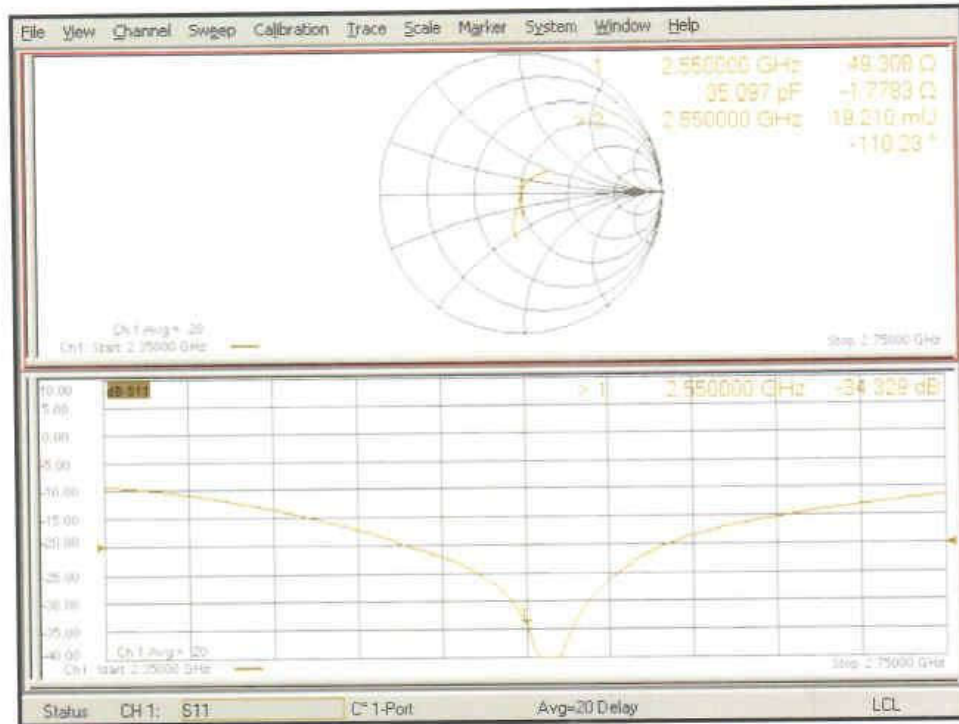 File View Channel Sweep Calibration Trace Scale Marker System Window Help
1 2.550000 GHz 49.308 Ω
35.097 pF -1.7783 Ω
> 2 2.550000 GHz 19.210 mU
-110.23 °
Ch 1 Avg = 20
Ch1: Start 2.35000 GHz
Stop 2.75000 GHz
10.00 dB-S11 > 1 2.550000 GHz -34.329 dB
5.00
0.00
-5.00
-10.00
-15.00
-20.00
-25.00
-30.00
-35.00
-40.00
Ch 1 Avg = 20
Ch1: Start 2.35000 GHz
Stop 2.75000 GHz
Status CH 1: S11 C* 1-Port Avg=20 Delay LCL